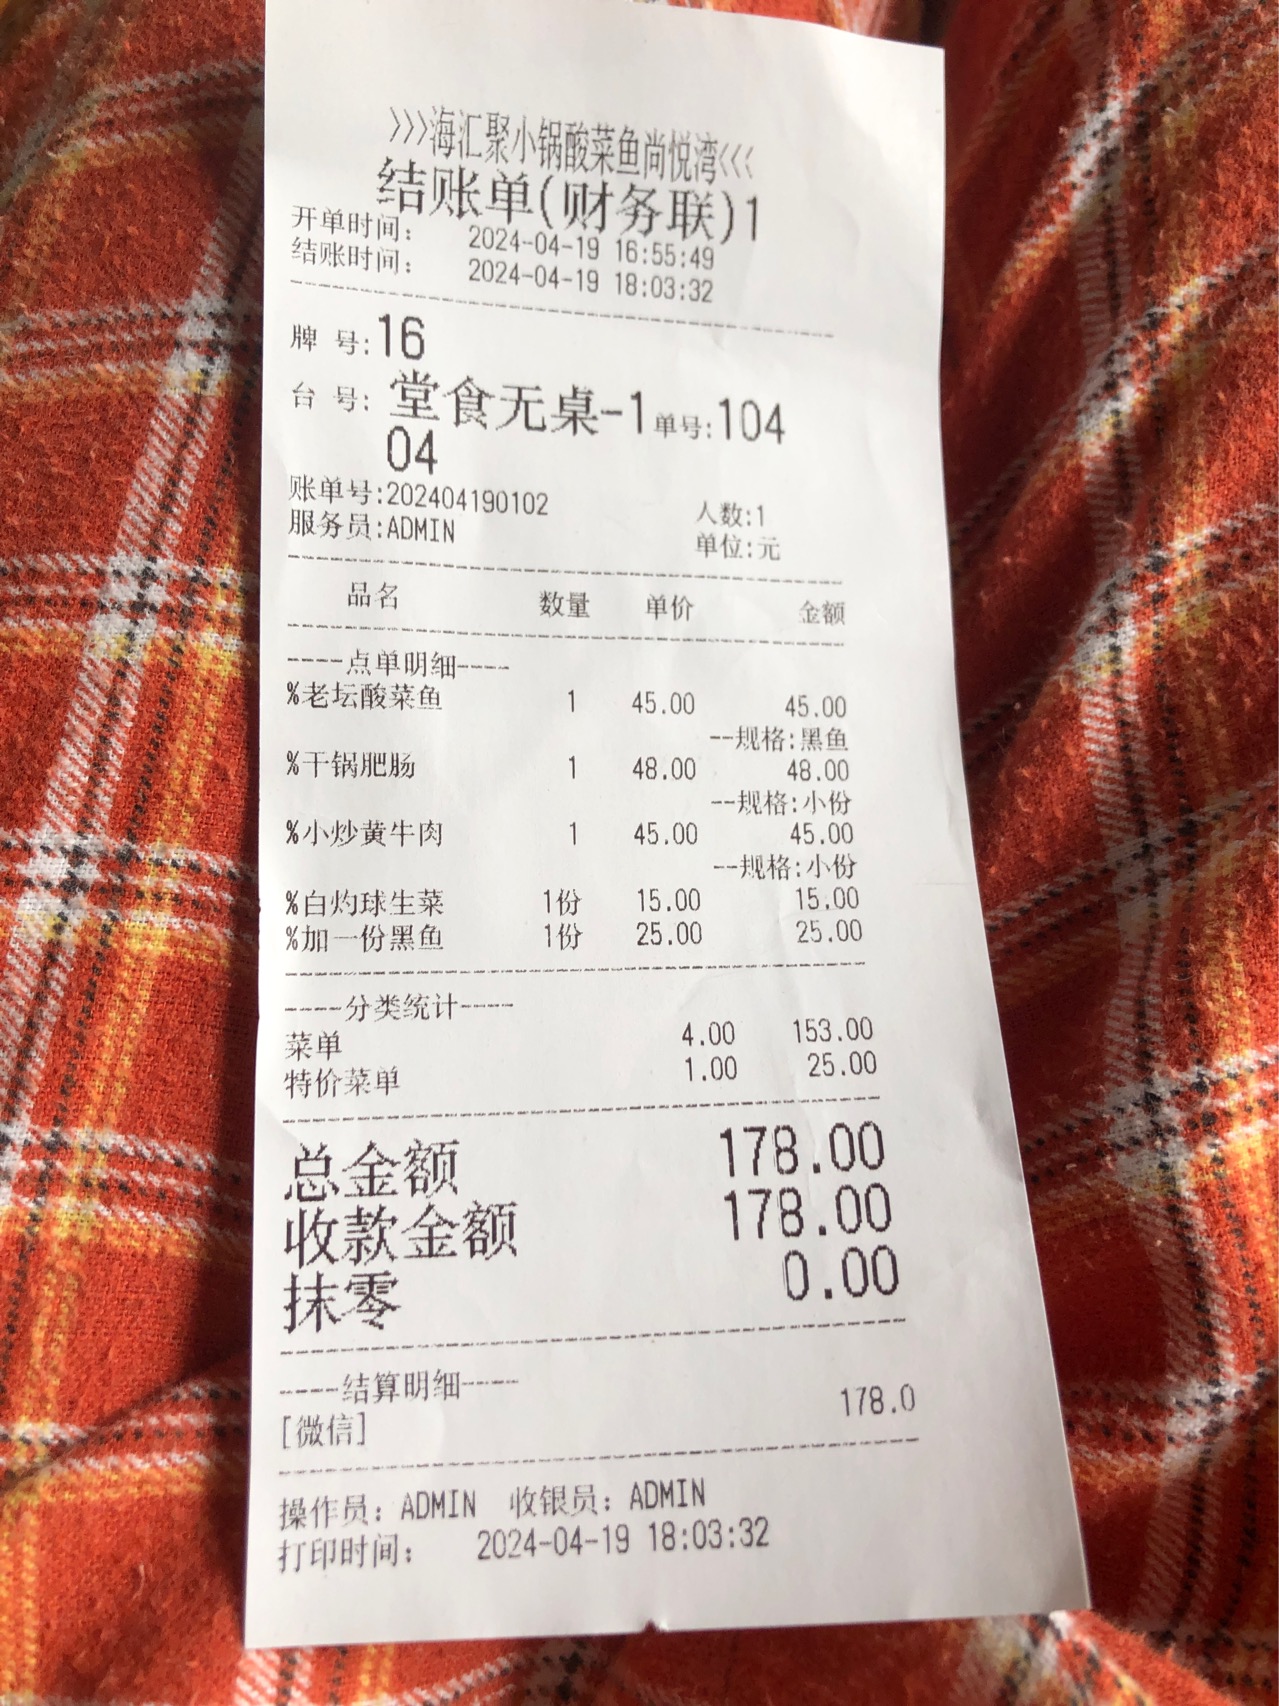 >>>海汇聚小锅酸菜鱼尚悦湾<<<
结账单(财务联)1
开单时间: 2024-04-19 16:55:49
结账时间: 2024-04-19 18:03:32
牌 号:16
台 号: 堂食无桌-1 单号:104
04
账单号:202404190102 人数:1
服务员:ADMIN 单位:元
品名 数量 单价 金额
----点单明细----
%老坛酸菜鱼 1 45.00 45.00
--规格:黑鱼
%干锅肥肠 1 48.00 48.00
--规格:小份
%小炒黄牛肉 1 45.00 45.00
--规格:小份
%白灼球生菜 1份 15.00 15.00
%加一份黑鱼 1份 25.00 25.00
----分类统计----
菜单 4.00 153.00
特价菜单 1.00 25.00
总金额 178.00
收款金额 178.00
抹零 0.00
----结算明细----
[微信] 178.0
操作员: ADMIN 收银员: ADMIN
打印时间: 2024-04-19 18:03:32